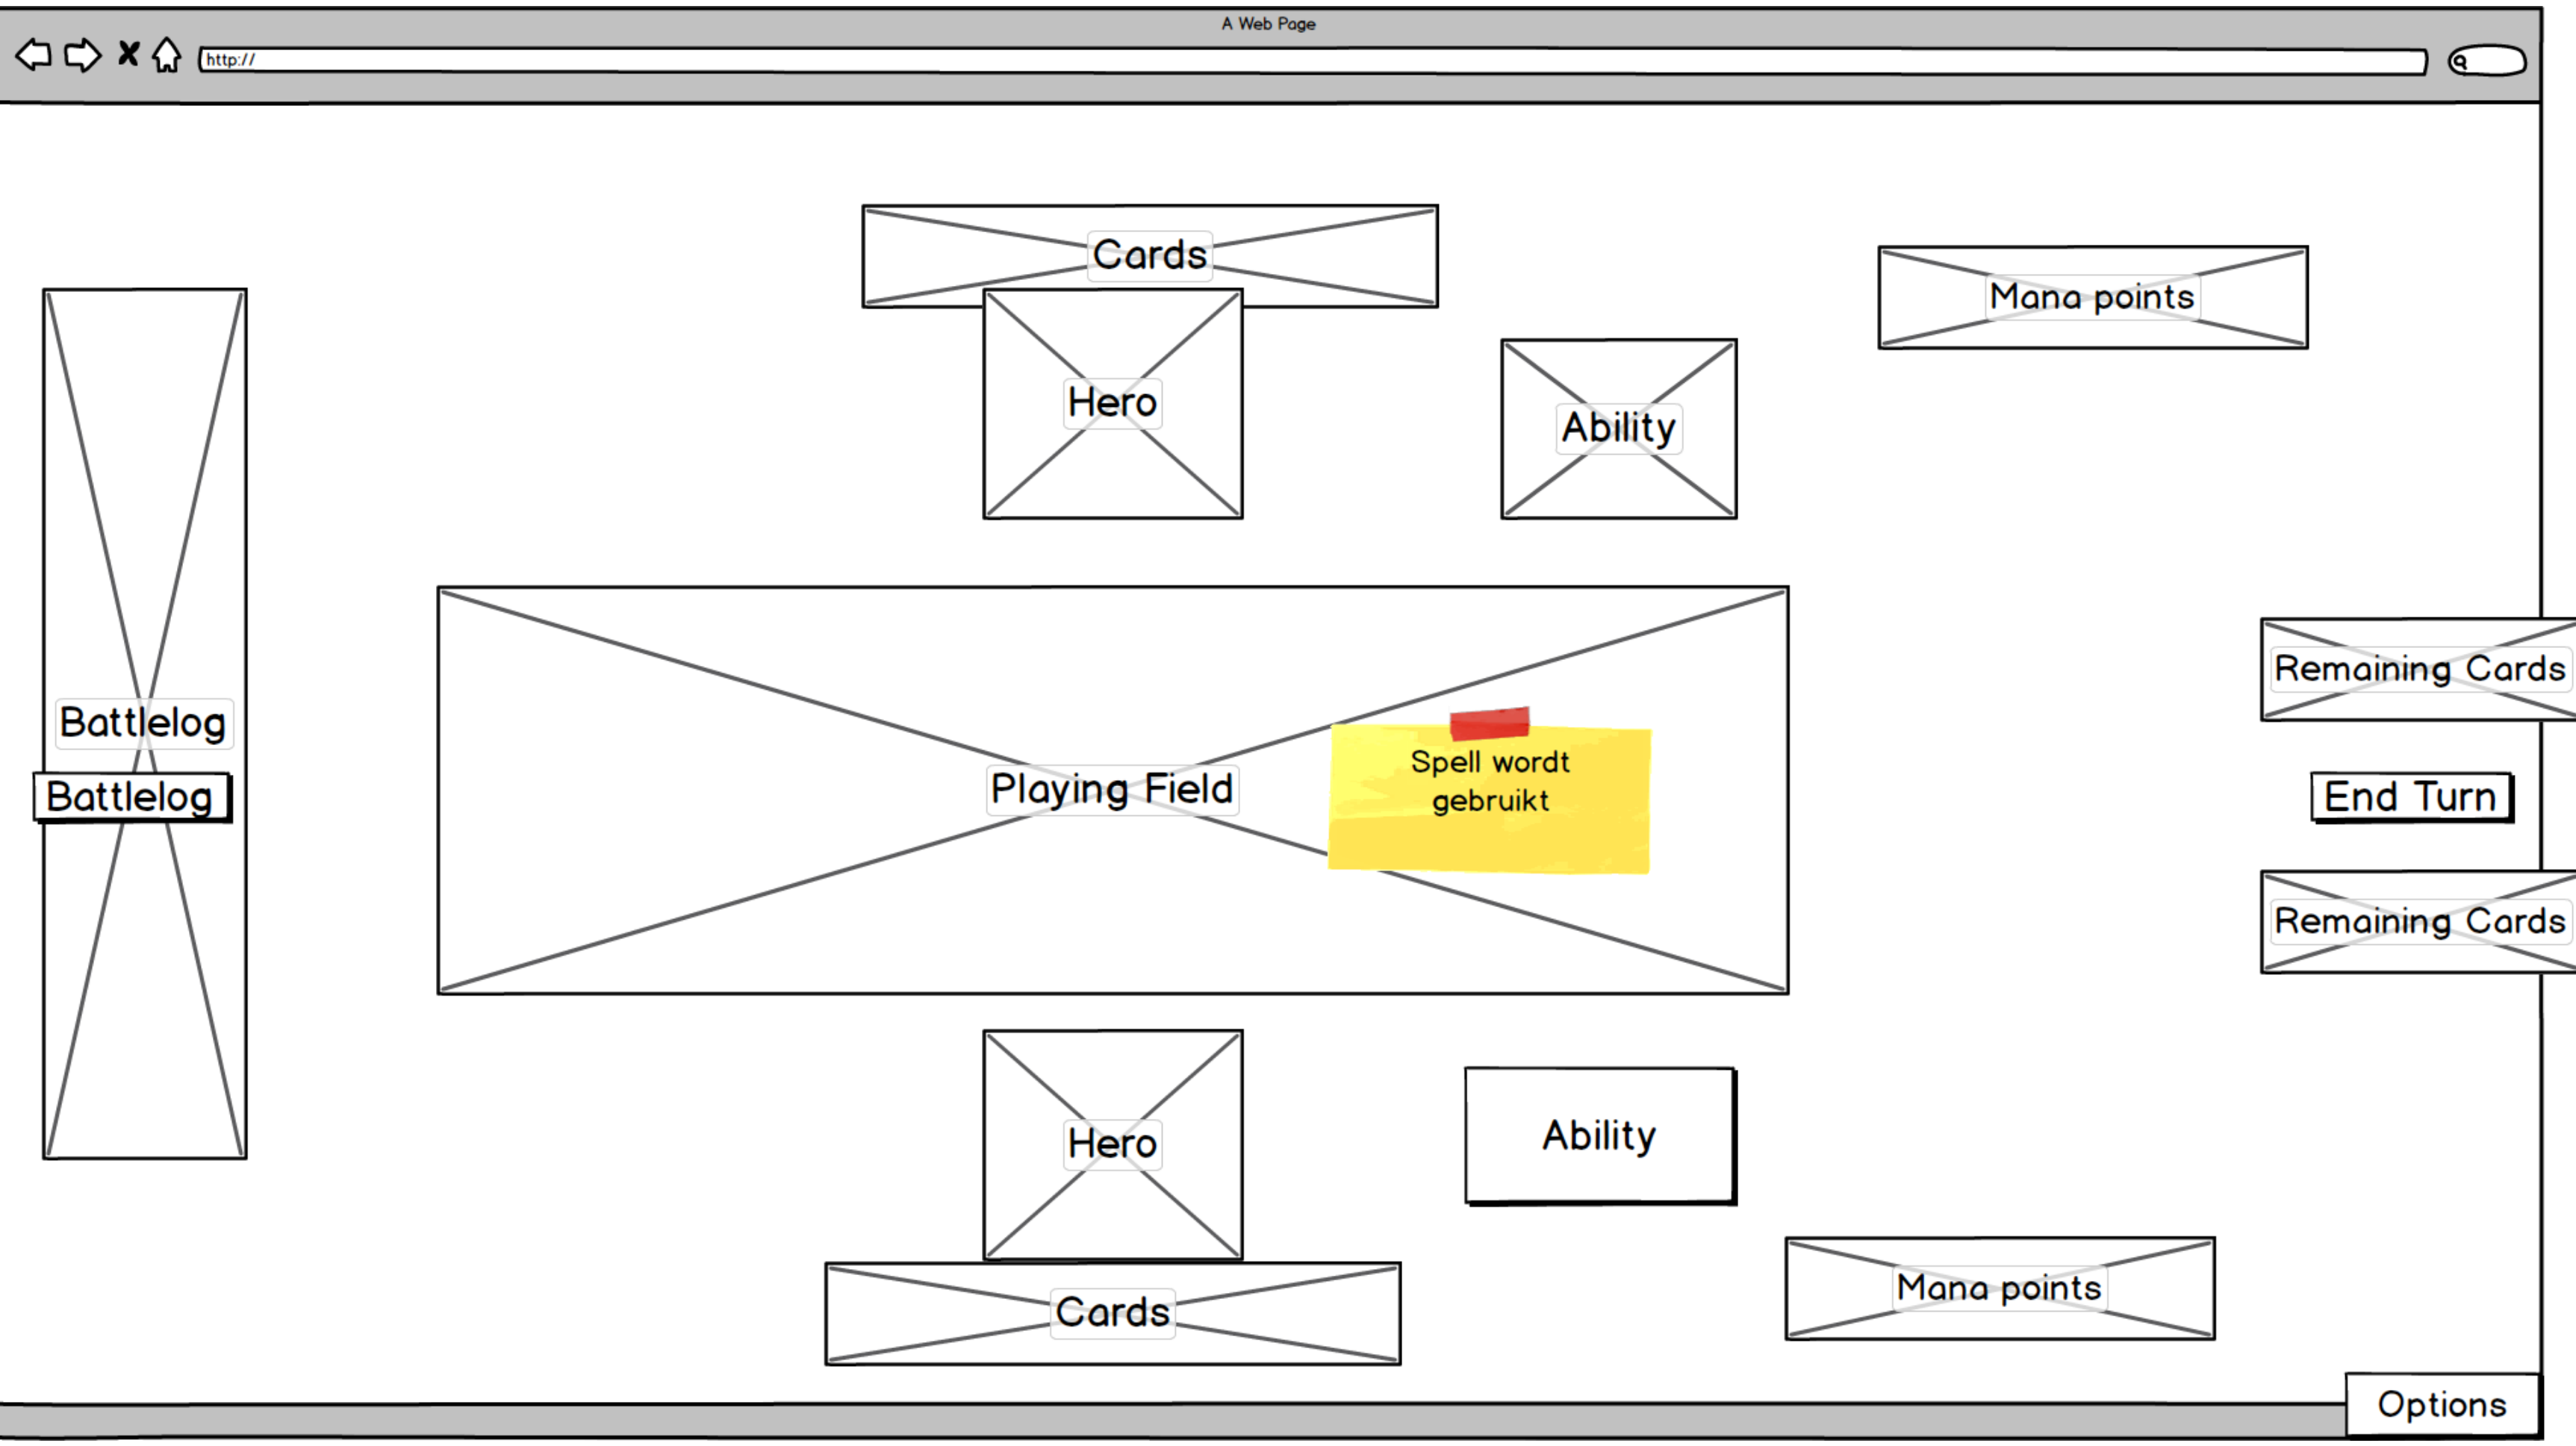 A Web Page
http://
Cards
Mana points
Hero
Ability
Remaining Cards
Battlelog
Battlelog
Playing Field
Spell wordt
gebruikt
End Turn
Remaining Cards
Hero
Ability
Mana points
Cards
Options